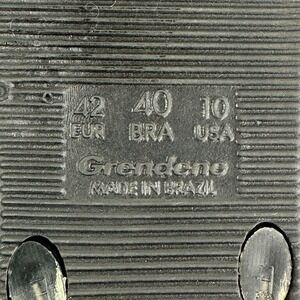 42 40 10
EUR BRA USA
Grendene
MADE IN BRAZIL